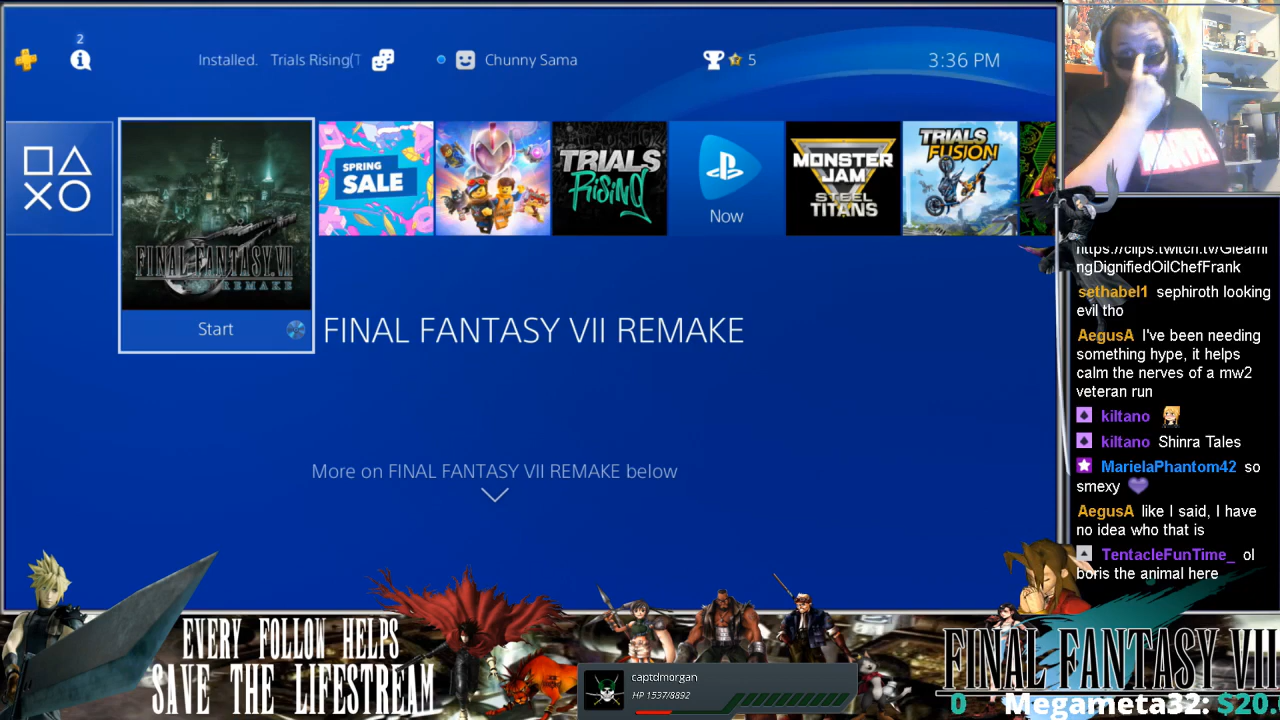 2
Installed. Trials Rising(T
Chunny Sama
5
3:36 PM
SPRING
SALE
TRIALS
RiSiNG
Now
MONSTER
JAM
STEEL
TITANS
TRIALS
FUSION
FINAL FANTASY VII
REMAKE
Start
FINAL FANTASY VII REMAKE
More on FINAL FANTASY VII REMAKE below
https://clips.twitch.tv/Gleami
ngDignifiedOilChefFrank
sethabel1 sephiroth looking
evil tho
AegusA I've been needing
something hype, it helps
calm the nerves of a mw2
veteran run
kiltano
kiltano Shinra Tales
MarielaPhantom42 so
smexy
AegusA like I said, I have
no idea who that is
TentacleFunTime_ ol
boris the animal here
EVERY FOLLOW HELPS
SAVE THE LIFESTREAM
captdmorgan
HP 1537/8892
FINAL FANTASY VII
0 Megameta32: $20.